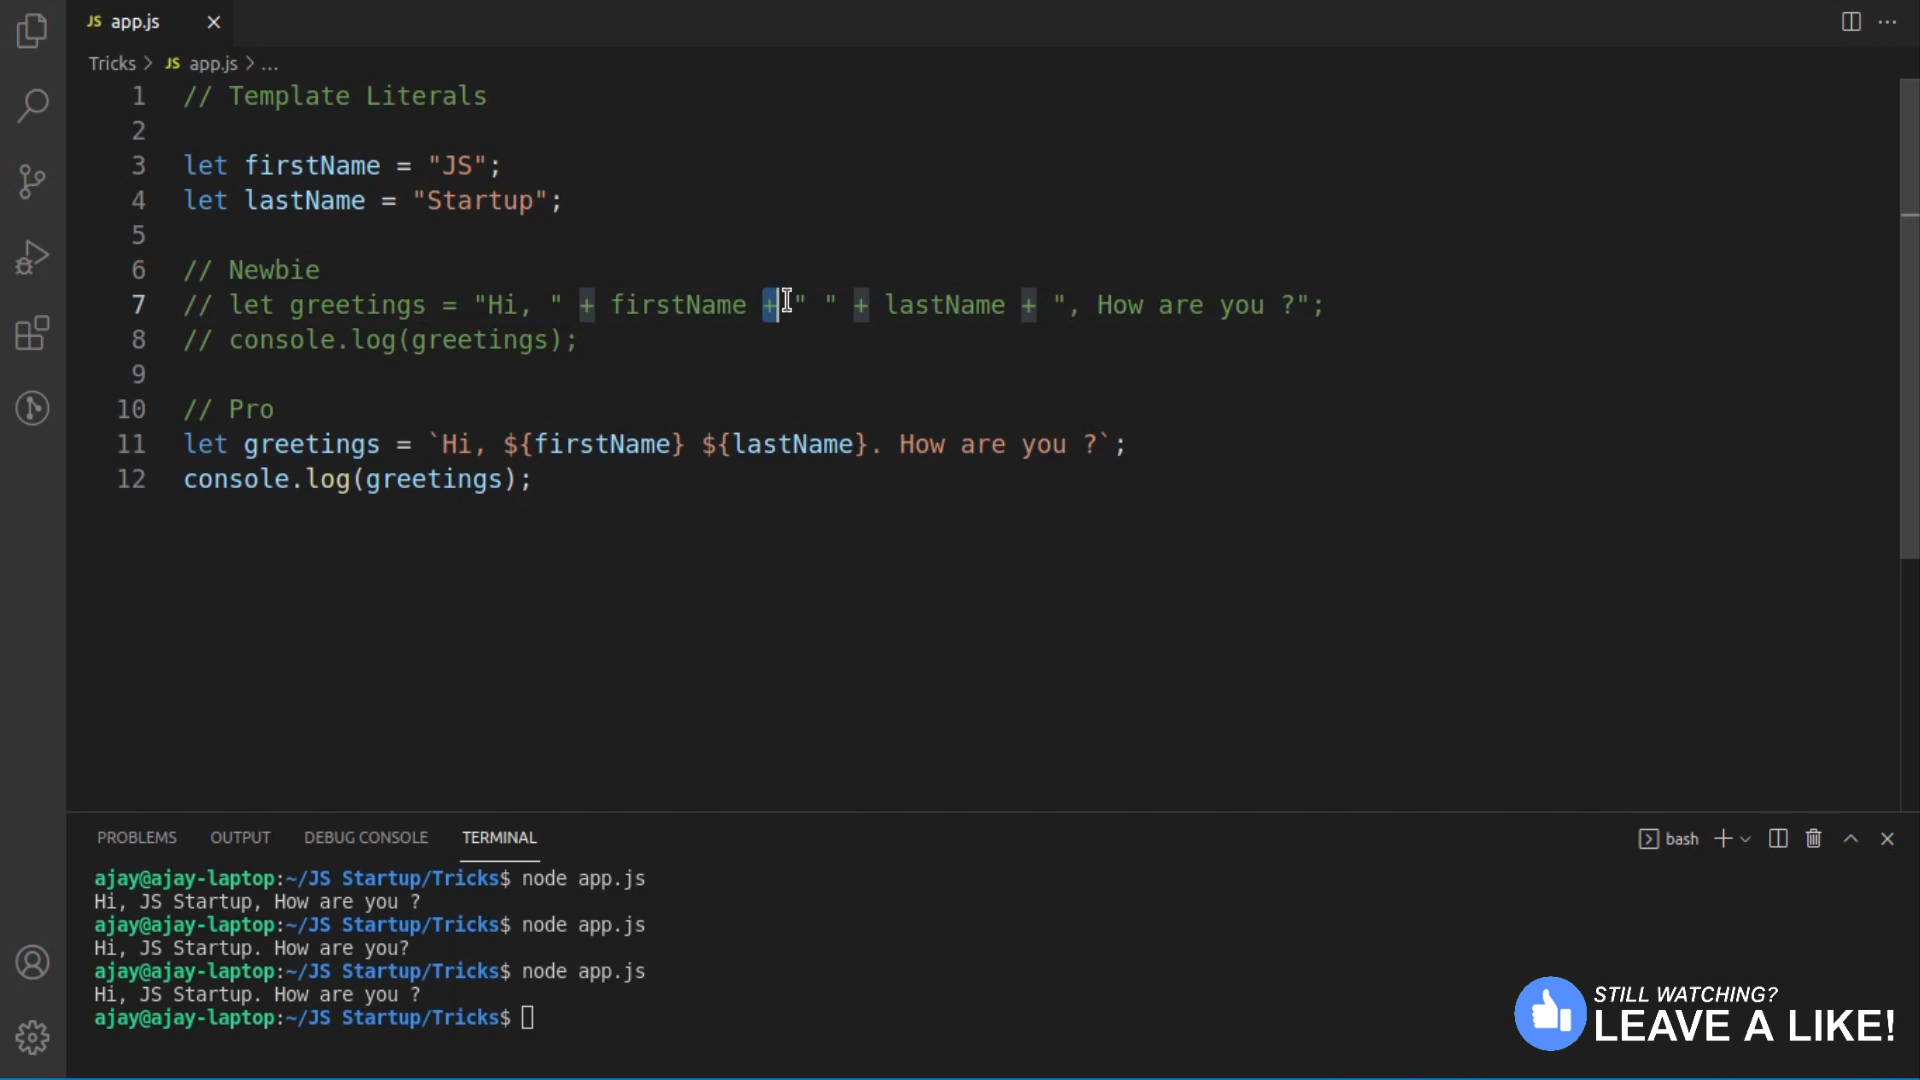 JS app.js
Tricks > JS app.js > ...
1 // Template Literals
2
3 let firstName = "JS";
4 let lastName = "Startup";
5
6 // Newbie
7 // let greetings = "Hi, " + firstName + " " + lastName + ", How are you ?";
8 // console.log(greetings);
9
10 // Pro
11 let greetings = `Hi, ${firstName} ${lastName}. How are you ?`;
12 console.log(greetings);
PROBLEMS OUTPUT DEBUG CONSOLE TERMINAL bash
ajay@ajay-laptop:~/JS Startup/Tricks$ node app.js
Hi, JS Startup, How are you ?
ajay@ajay-laptop:~/JS Startup/Tricks$ node app.js
Hi, JS Startup. How are you?
ajay@ajay-laptop:~/JS Startup/Tricks$ node app.js
Hi, JS Startup. How are you ?
ajay@ajay-laptop:~/JS Startup/Tricks$
STILL WATCHING?
LEAVE A LIKE!